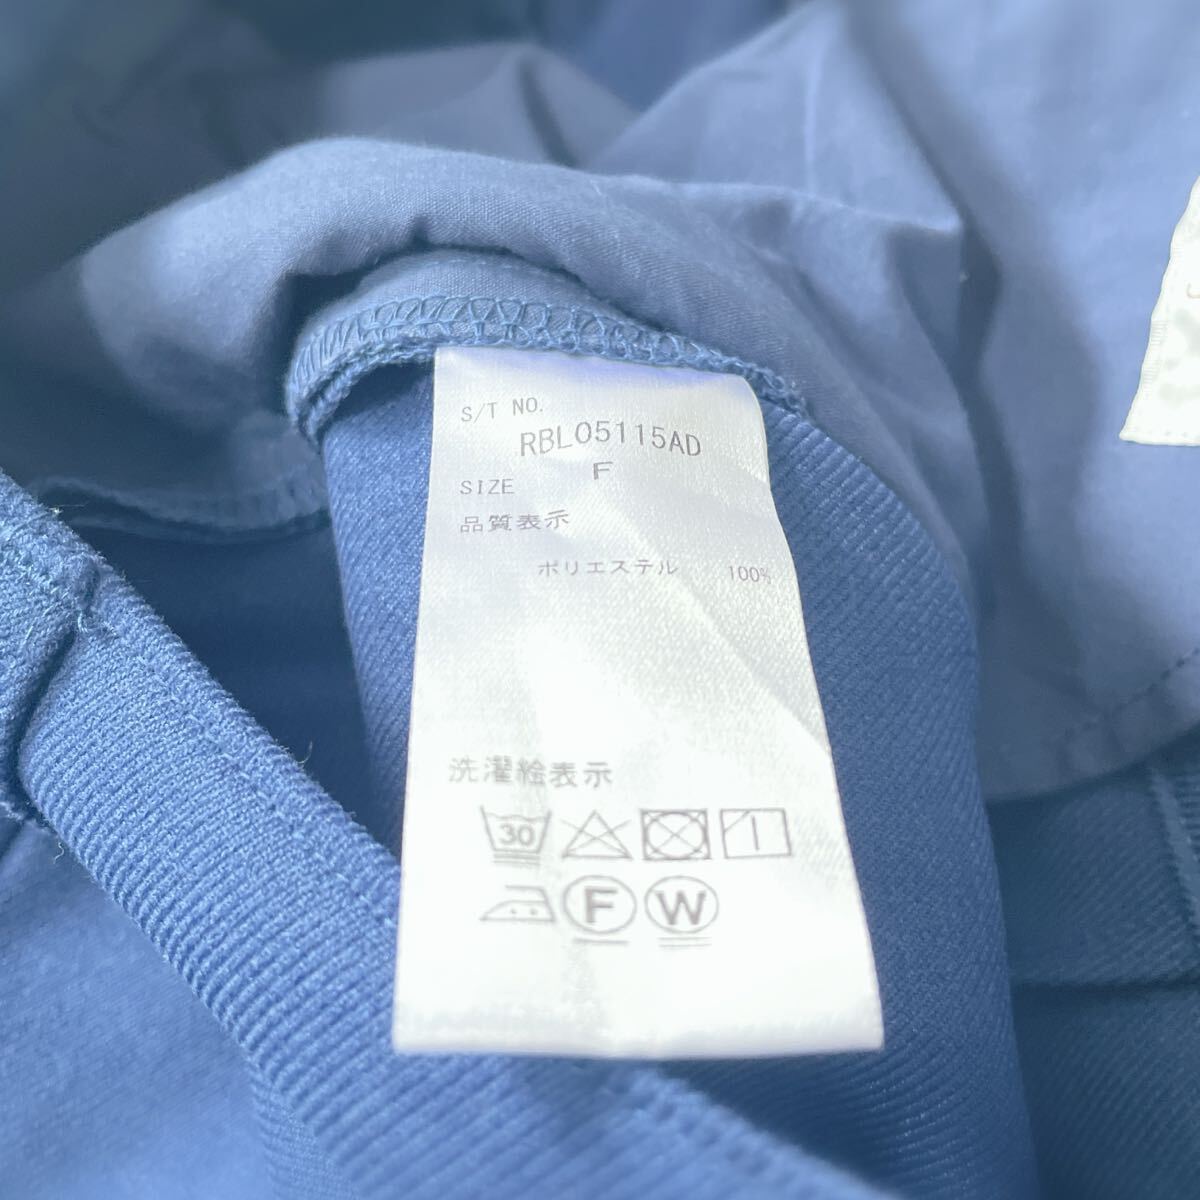 S/T NO.
RBL05115AD
SIZE F
品質表示
ポリエステル 100%
洗濯絵表示
30
F W